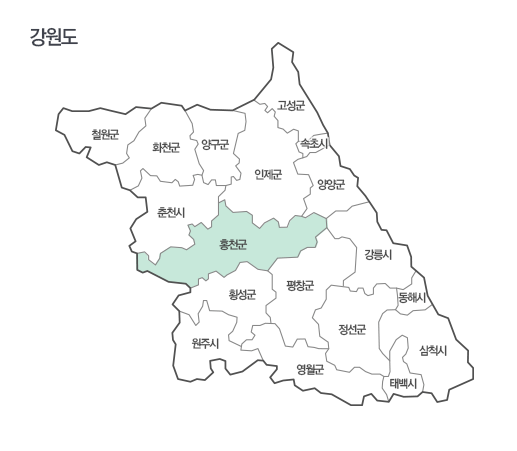 강원도
고성군
철원군
화천군
양구군
속초시
인제군
양양군
춘천시
홍천군
강릉시
평창군
횡성군
동해시
정선군
원주시
삼척시
영월군
태백시